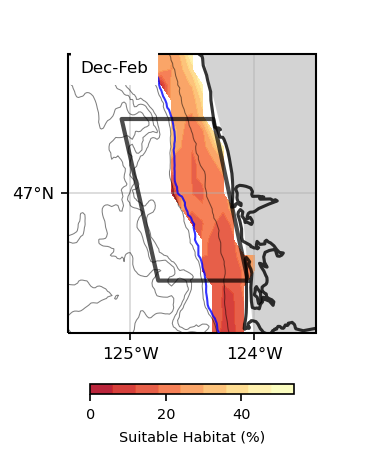 Dec-Feb
47°N
125°W 124°W
0 20 40
Suitable Habitat (%)